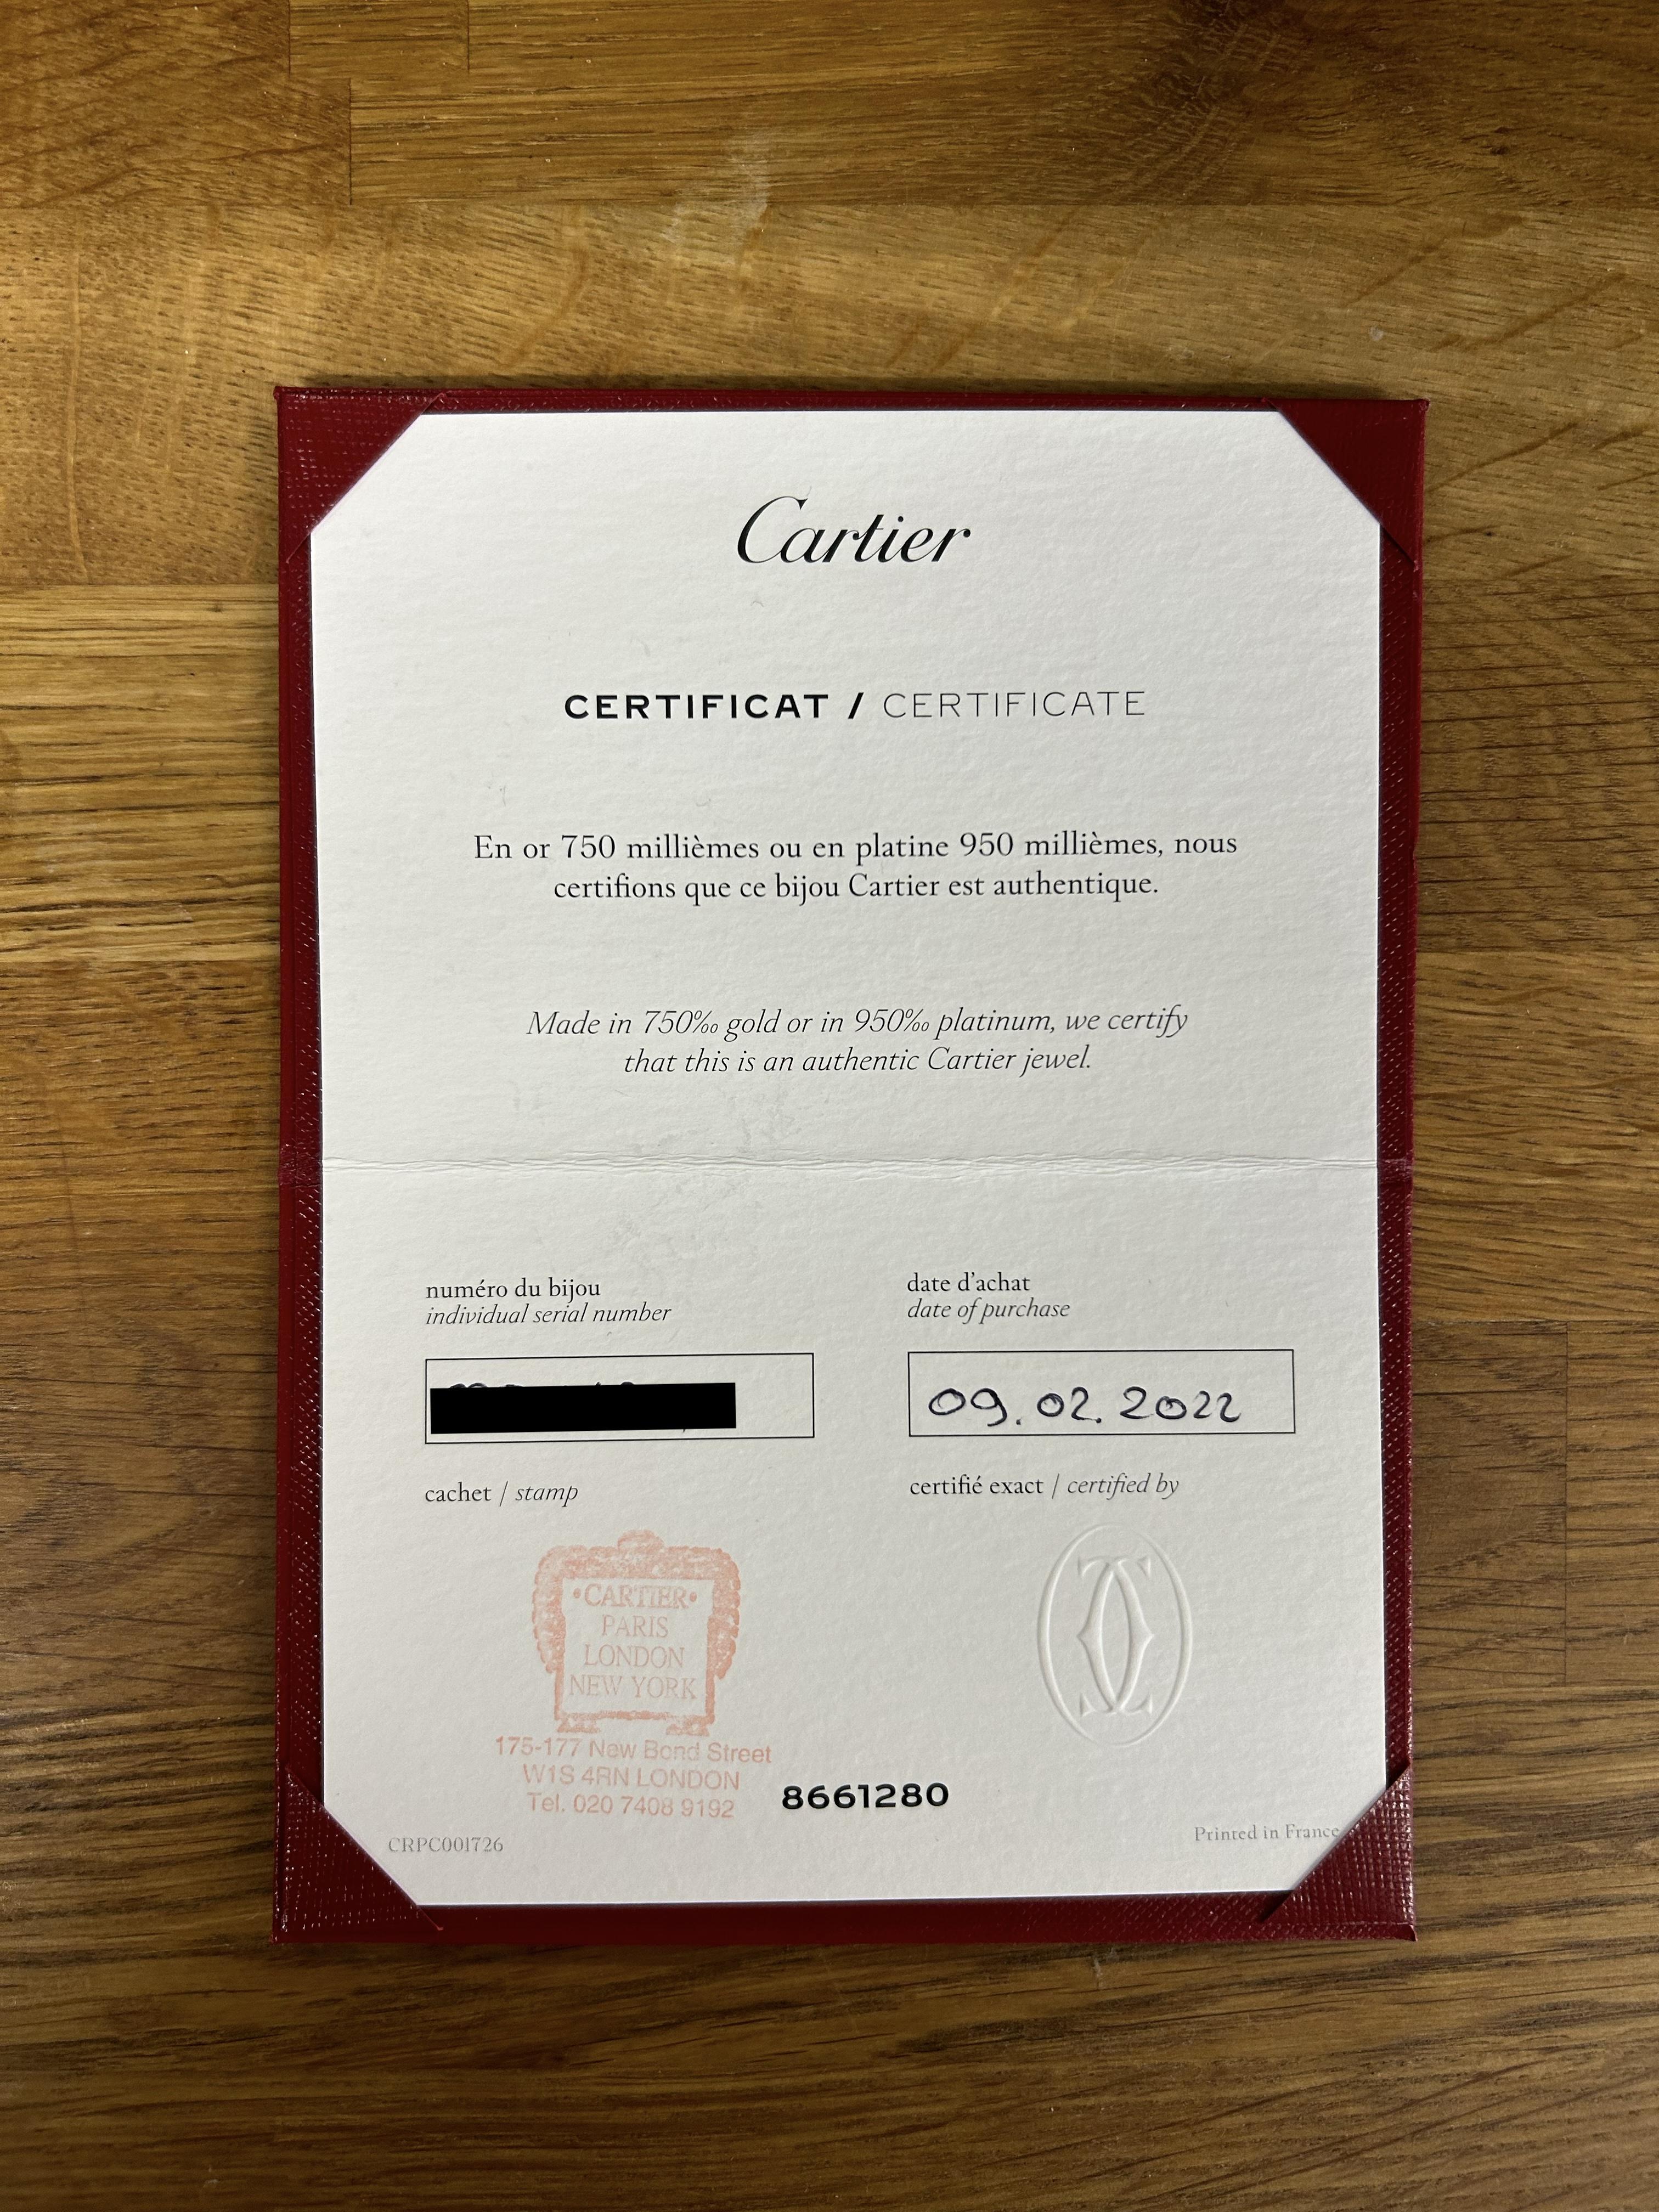 Cartier
CERTIFICAT / CERTIFICATE
En or 750 millièmes ou en platine 950 millièmes, nous
certifions que ce bijou Cartier est authentique.
Made in 750‰ gold or in 950‰ platinum, we certify
that this is an authentic Cartier jewel.
numéro du bijou
individual serial number
date d'achat
date of purchase
09.02.2022
cachet / stamp
certifié exact / certified by
•CARTIER•
PARIS
LONDON
NEW YORK
175-177 New Bond Street
W1S 4RN LONDON
Tel. 020 7408 9192
8661280
CRPC001726
Printed in France